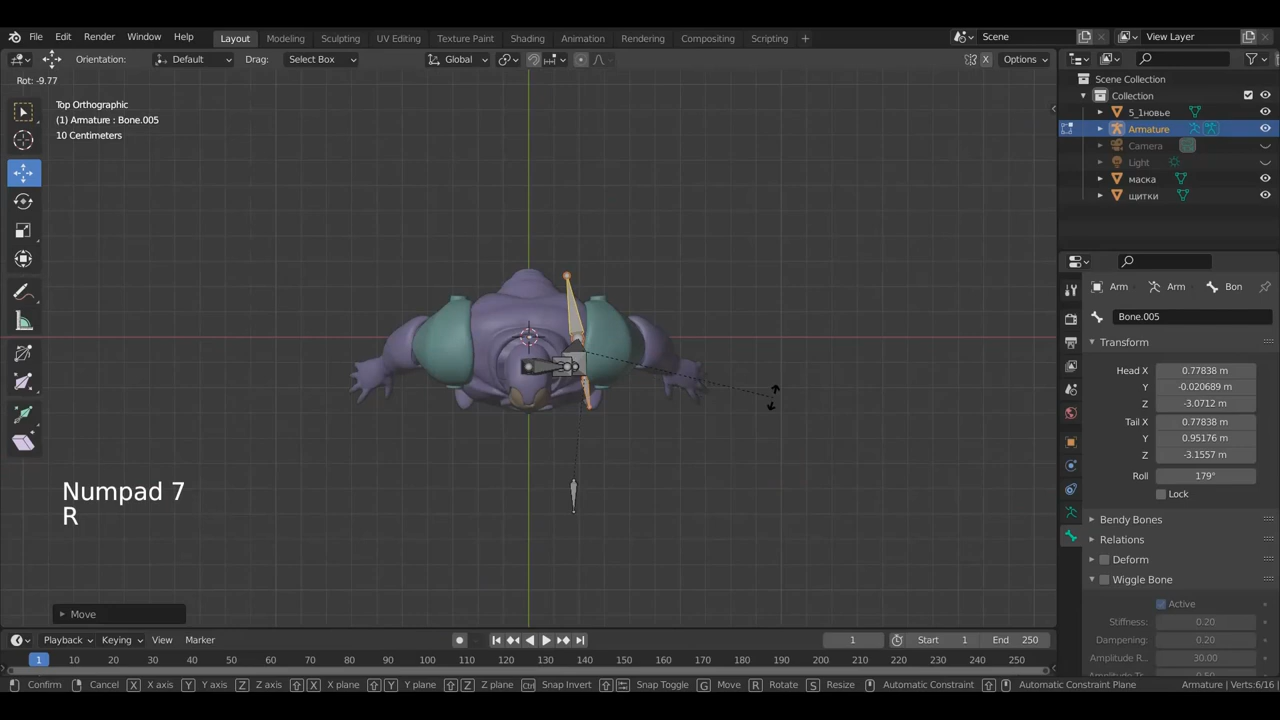 File Edit Render Window Help Layout Modeling Sculpting UV Editing Texture Paint Shading Animation Rendering Compositing Scripting + Scene View Layer
Orientation: Default Drag: Select Box Global X Options
Rot: -9.77
Top Orthographic
(1) Armature : Bone.005
10 Centimeters
Scene Collection
Collection
5_1новье
Armature
Camera
Light
маска
щитки
Arm Arm Bon
Bone.005
Transform
Head X 0.77838 m
Y -0.020689 m
Z -3.0712 m
Tail X 0.77838 m
Y 0.95176 m
Z -3.1557 m
Roll 179°
Lock
Bendy Bones
Relations
Deform
Wiggle Bone
Active
Stiffness: 0.20
Dampening: 0.20
Amplitude R... 30.00
Numpad 7
R
Move
Playback Keying View Marker 1 Start 1 End 250
1 10 20 30 40 50 60 70 80 90 100 110 120 130 140 150 160 170 180 190 200 210 220 230 240 250
Confirm Cancel X X axis Y Y axis Z Z axis X X plane Y Y plane Z Z plane Ctrl Snap Invert Snap Toggle G Move R Rotate S Resize Automatic Constraint Automatic Constraint Plane Armature | Verts:6/16